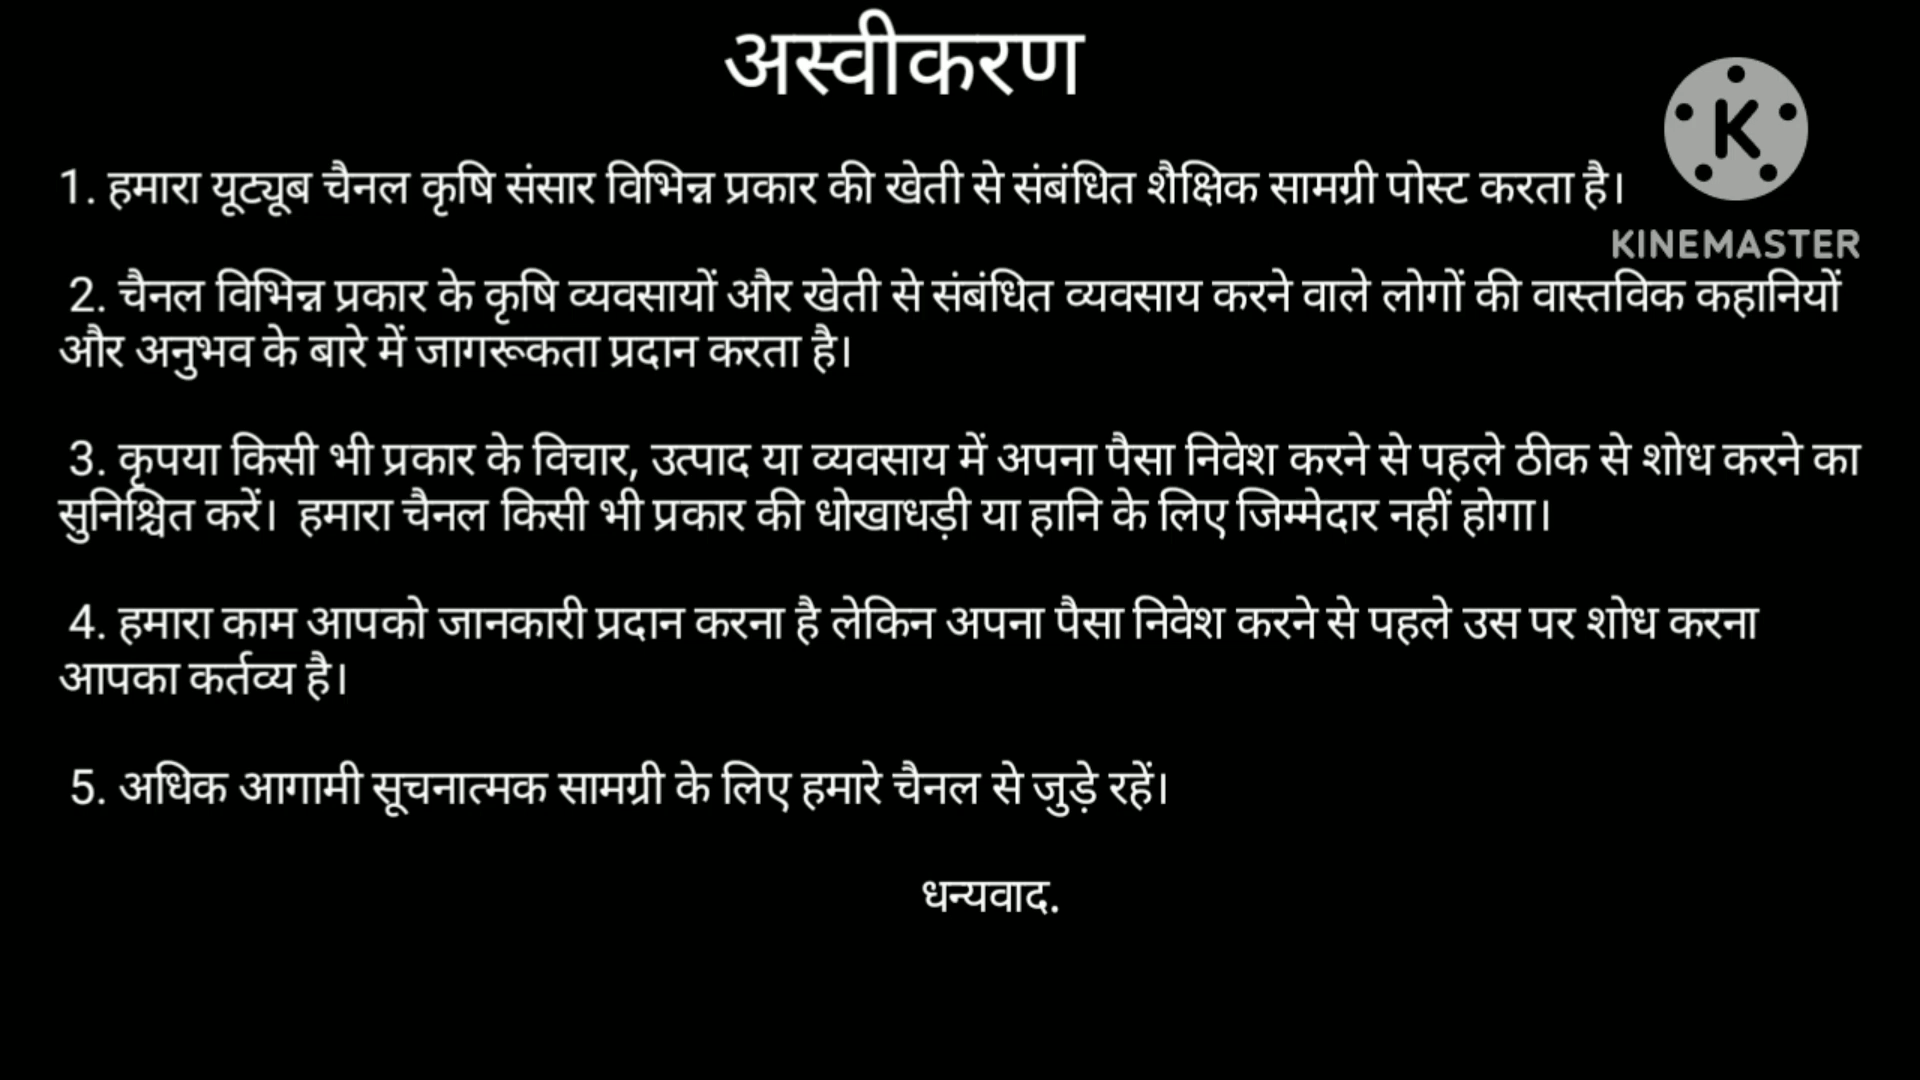 अस्वीकरण
1. हमारा यूट्यूब चैनल कृषि संसार विभिन्न प्रकार की खेती से संबंधित शैक्षिक सामग्री पोस्ट करता है।
KINEMASTER
2. चैनल विभिन्न प्रकार के कृषि व्यवसायों और खेती से संबंधित व्यवसाय करने वाले लोगों की वास्तविक कहानियों
और अनुभव के बारे में जागरूकता प्रदान करता है।
3. कृपया किसी भी प्रकार के विचार, उत्पाद या व्यवसाय में अपना पैसा निवेश करने से पहले ठीक से शोध करने का
सुनिश्चित करें। हमारा चैनल किसी भी प्रकार की धोखाधड़ी या हानि के लिए जिम्मेदार नहीं होगा।
4. हमारा काम आपको जानकारी प्रदान करना है लेकिन अपना पैसा निवेश करने से पहले उस पर शोध करना
आपका कर्तव्य है।
5. अधिक आगामी सूचनात्मक सामग्री के लिए हमारे चैनल से जुड़े रहें।
धन्यवाद.